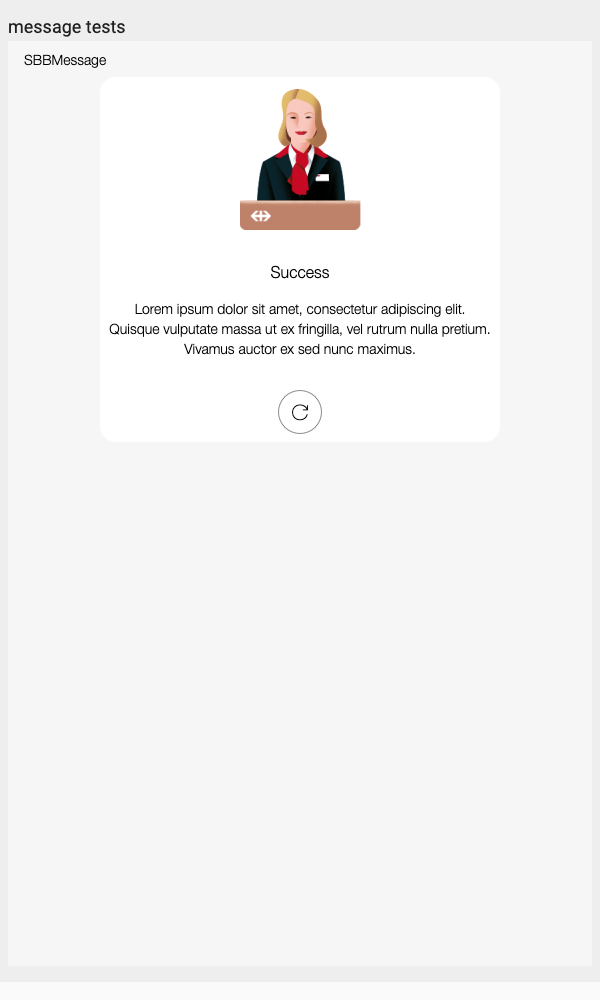 message tests
SBBMessage
Success
Lorem ipsum dolor sit amet, consectetur adipiscing elit.
Quisque vulputate massa ut ex fringilla, vel rutrum nulla pretium.
Vivamus auctor ex sed nunc maximus.